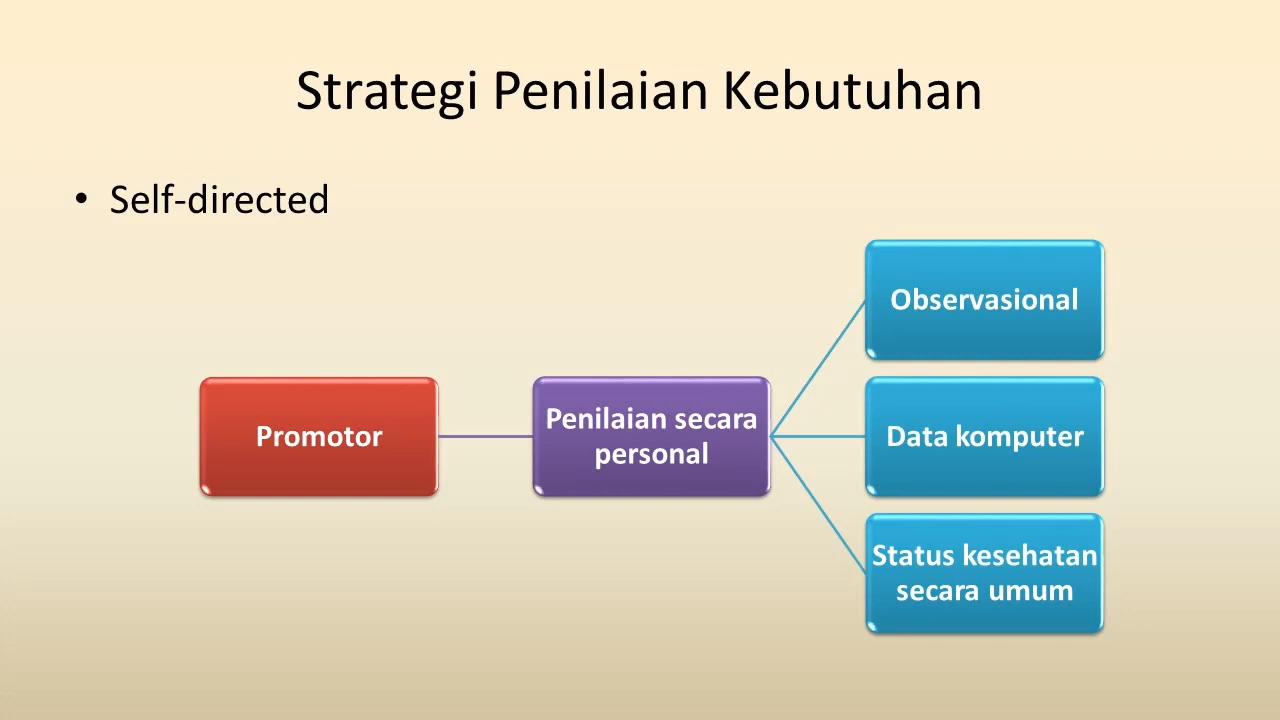 Strategi Penilaian Kebutuhan
• Self-directed
Observasional
Promotor
Penilaian secara
personal
Data komputer
Status kesehatan
secara umum